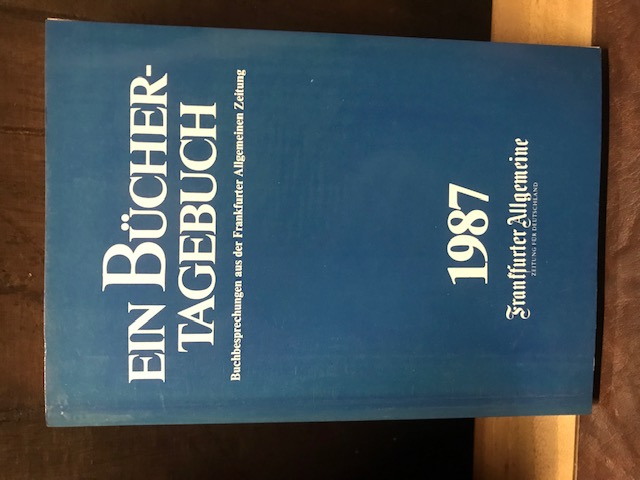 EIN BÜCHER-
TAGEBUCH
Buchbesprechungen aus der Frankfurter Allgemeinen Zeitung
1987
Frankfurter Allgemeine
ZEITUNG FÜR DEUTSCHLAND